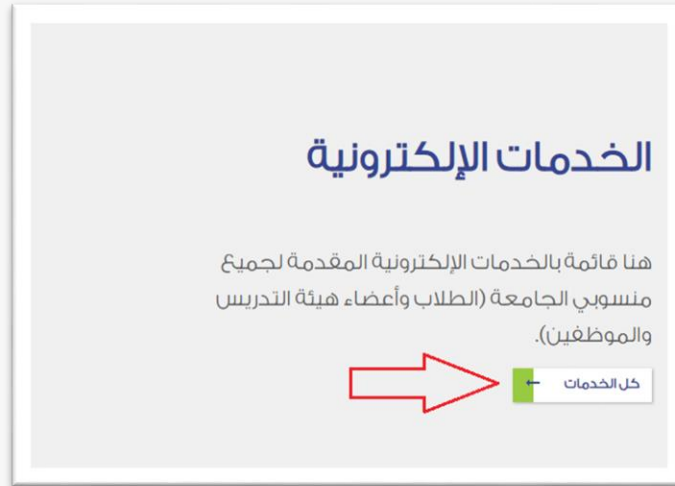 الخدمات الإلكترونية
هنا قائمة بالخدمات الإلكترونية المقدمة لجميع
منسوبي الجامعة (الطلاب وأعضاء هيئة التدريس
والموظفين).
كل الخدمات ←